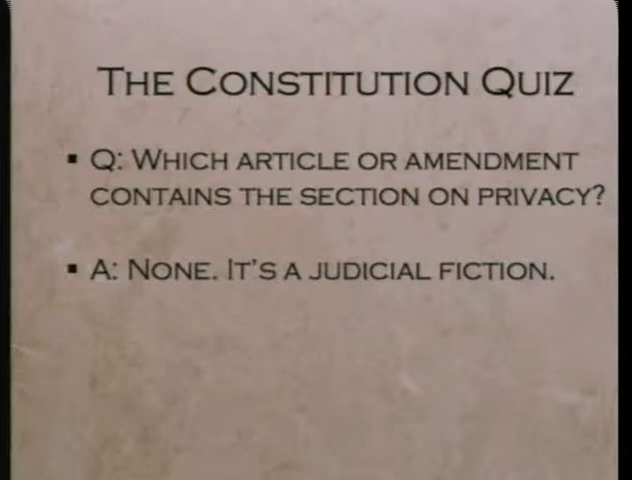 THE CONSTITUTION QUIZ
▪ Q: WHICH ARTICLE OR AMENDMENT
CONTAINS THE SECTION ON PRIVACY?
▪ A: NONE. IT'S A JUDICIAL FICTION.